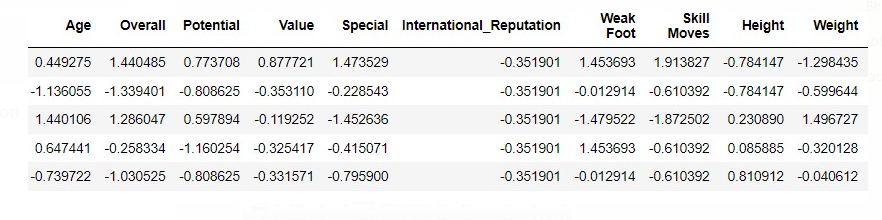 Age Overall Potential Value Special International_Reputation Weak Foot Skill Moves Height Weight
0.449275 1.440485 0.773708 0.877721 1.473529 -0.351901 1.453693 1.913827 -0.784147 -1.298435
-1.136055 -1.339401 -0.808625 -0.353110 -0.228543 -0.351901 -0.012914 -0.610392 -0.784147 -0.599644
1.440106 1.286047 0.597894 -0.119252 -1.452636 -0.351901 -1.479522 -1.872502 0.230890 1.496727
0.647441 -0.258334 -1.160254 -0.325417 -0.415071 -0.351901 1.453693 -0.610392 0.085885 -0.320128
-0.739722 -1.030525 -0.808625 -0.331571 -0.795900 -0.351901 -0.012914 -0.610392 0.810912 -0.040612